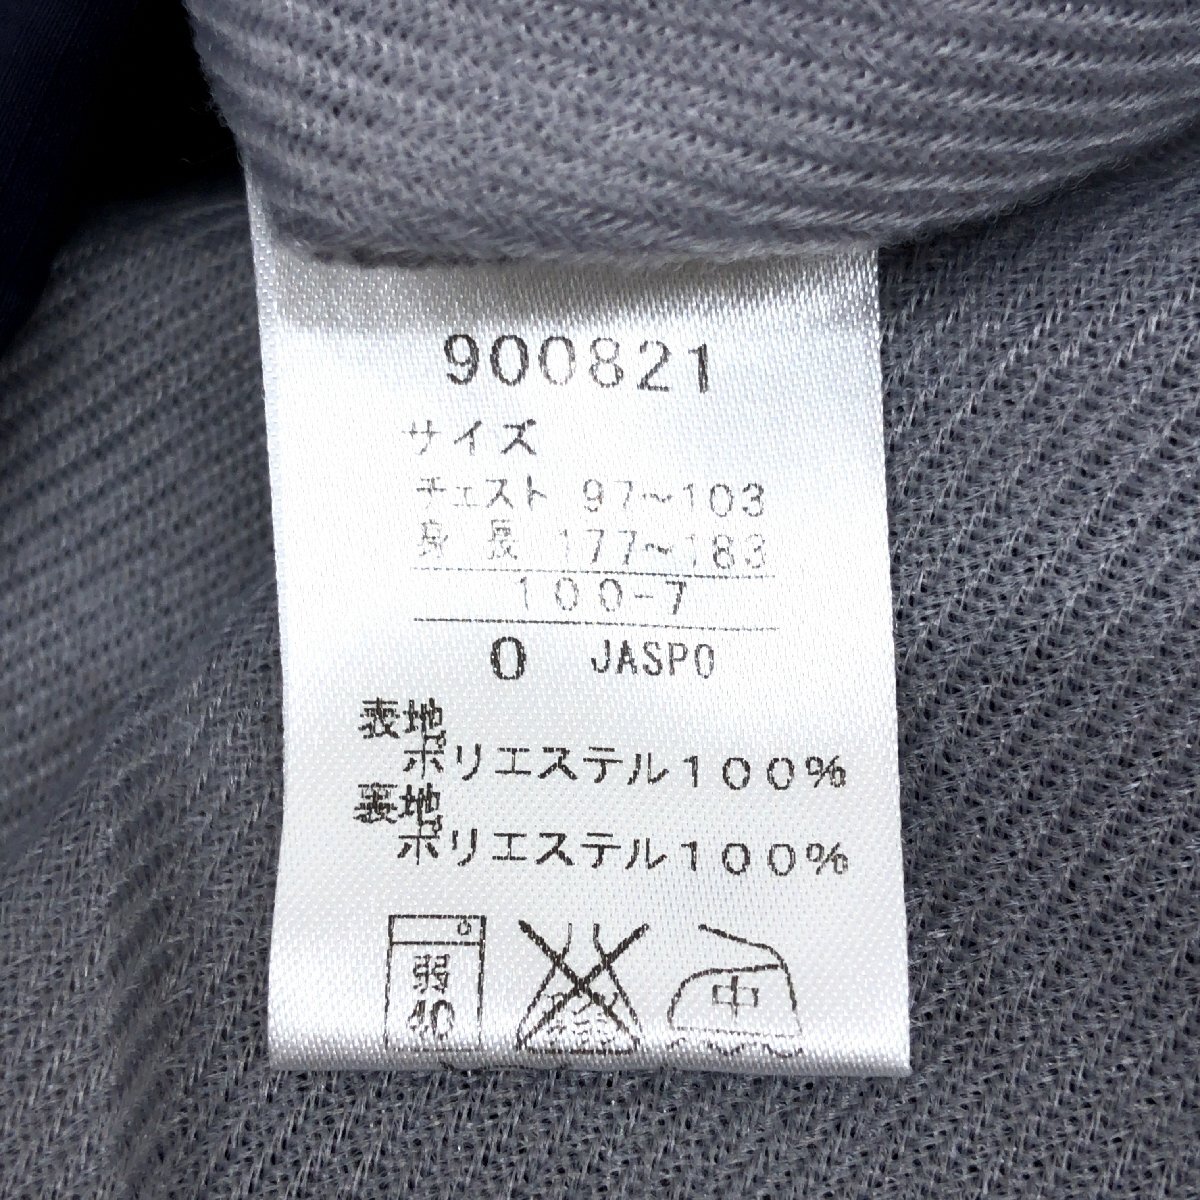 900821
サイズ
チェスト 97～103
身長 177～183
100-7
O JASPO
表地
ポリエステル100%
裏地
ポリエステル100%
弱
40
中